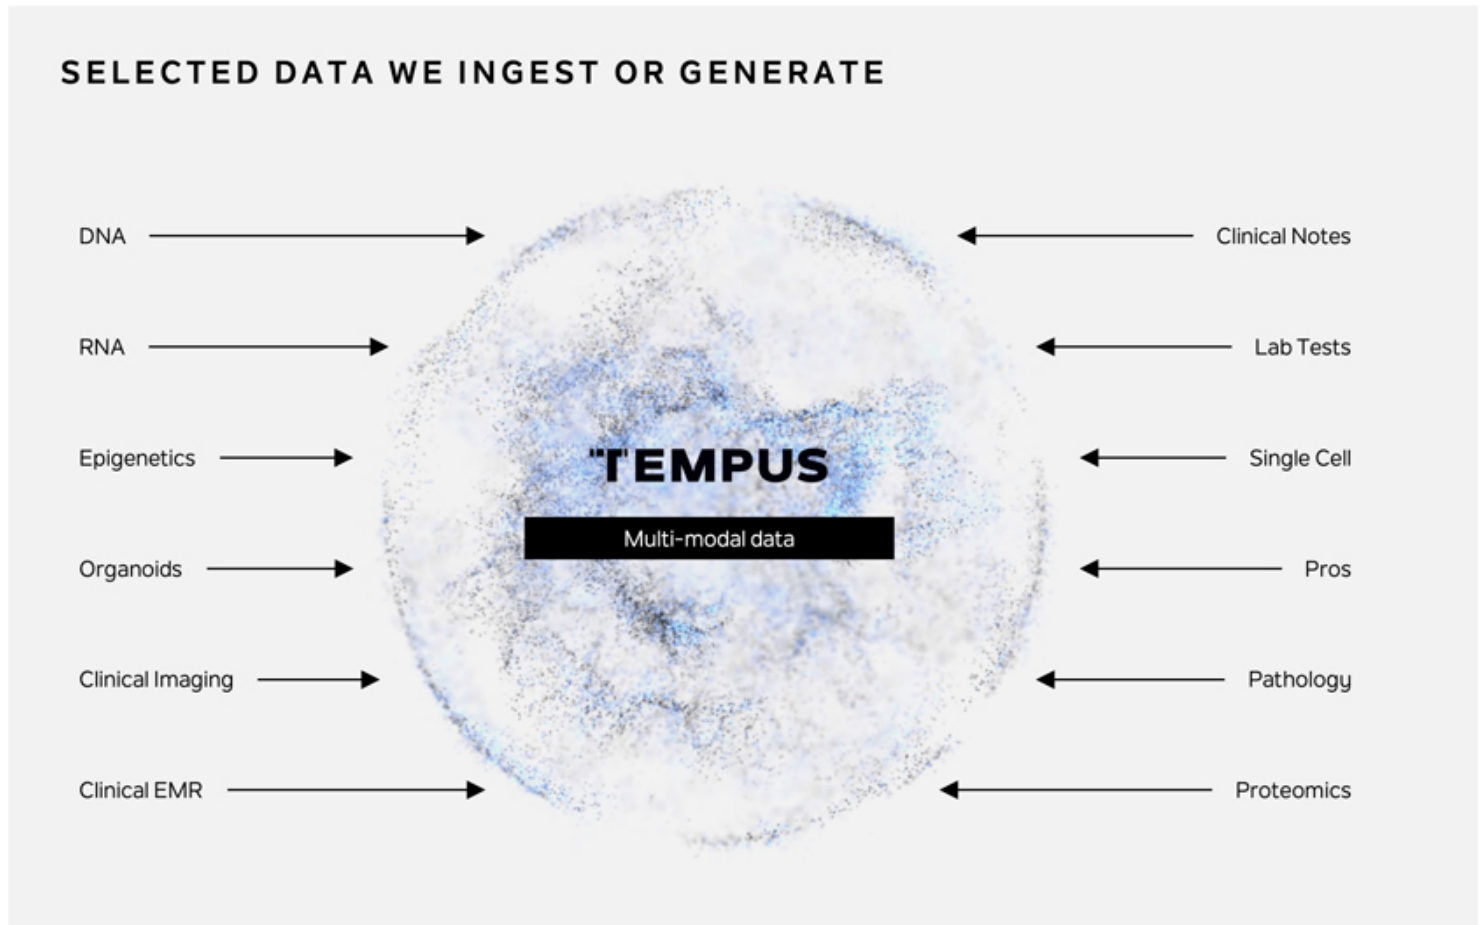 SELECTED DATA WE INGEST OR GENERATE
DNA
RNA
Epigenetics
Organoids
Clinical Imaging
Clinical EMR
TEMPUS
Multi-modal data
Clinical Notes
Lab Tests
Single Cell
Pros
Pathology
Proteomics